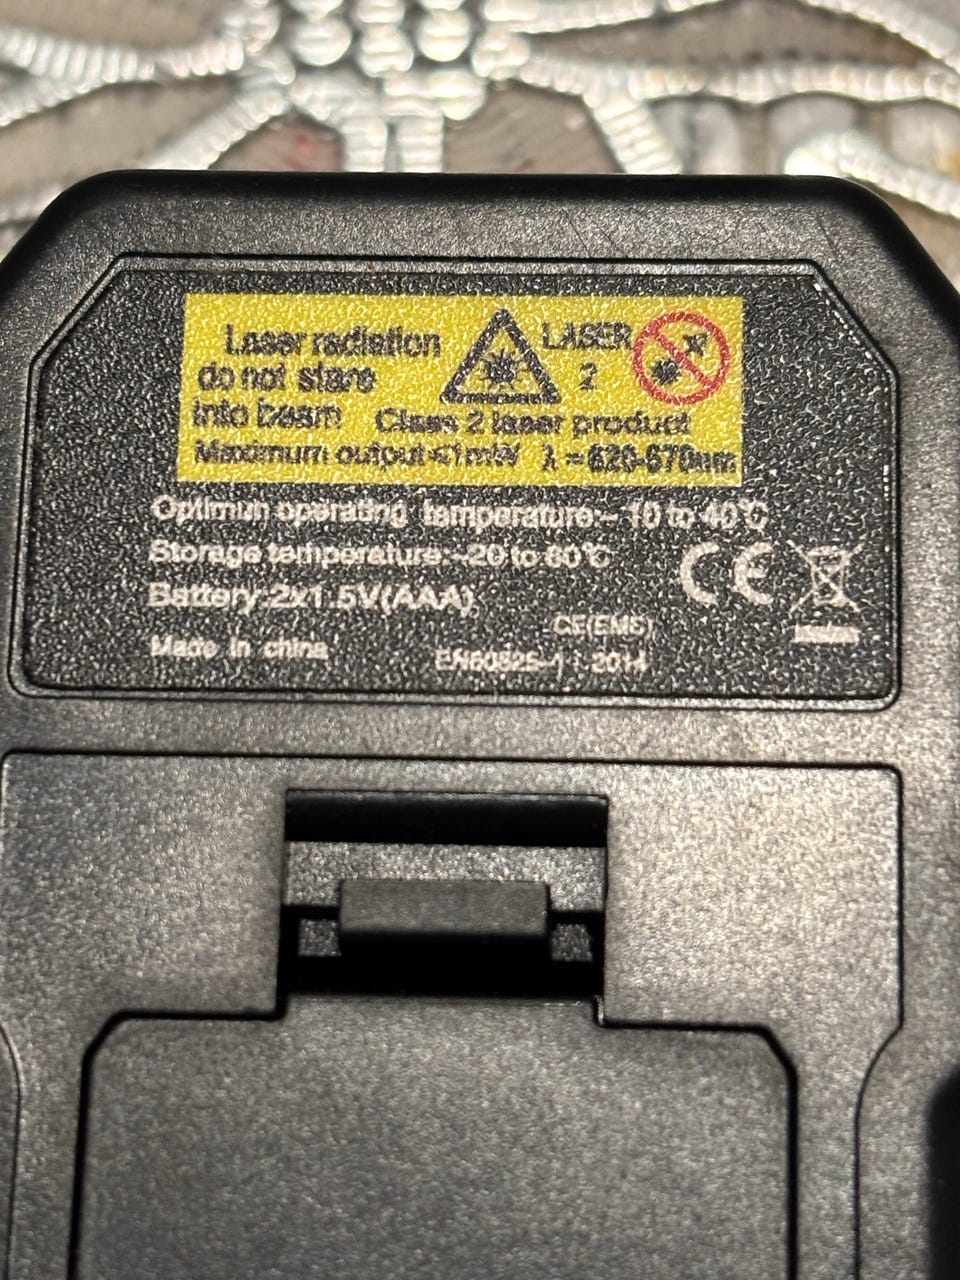 Laser radiation
do not stare
into beam
LASER
2
Class 2 laser product
Maximum output<1mW λ=620-670nm
Optimun operating temperature:-10 to 40℃
Storage temperature:-20 to 60℃
Battery:2x1.5V(AAA)
CE
CE(EMS)
Made in china
EN60825-1:2014